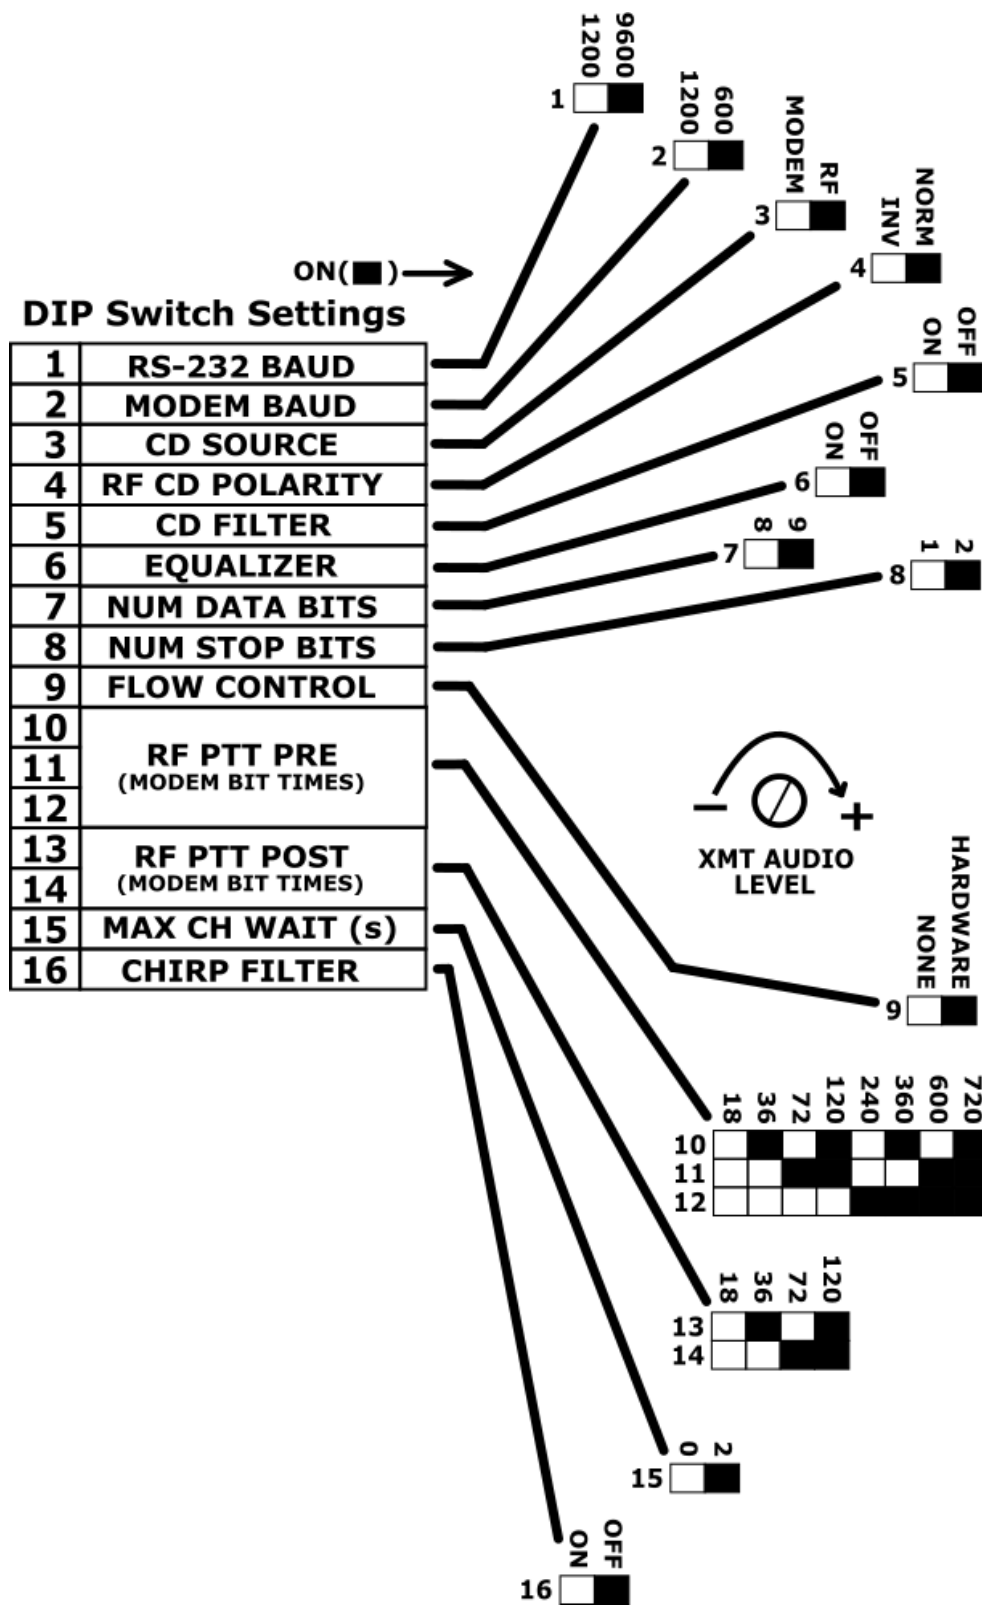 1200 9600
1
1200 600
2
MODEM RF
3
INV NORM
4
ON( )
DIP Switch Settings
ON OFF
5
1 RS-232 BAUD
2 MODEM BAUD
3 CD SOURCE
4 RF CD POLARITY
5 CD FILTER
6 EQUALIZER
7 NUM DATA BITS
8 NUM STOP BITS
9 FLOW CONTROL
10
11 RF PTT PRE
(MODEM BIT TIMES)
12
13 RF PTT POST
(MODEM BIT TIMES)
14
15 MAX CH WAIT (s)
16 CHIRP FILTER
ON OFF
6
8 9
7
1 2
8
− +
XMT AUDIO
LEVEL
NONE HARDWARE
9
18 36 72 120 240 360 600 720
10
11
12
18 36 72 120
13
14
0 2
15
ON OFF
16